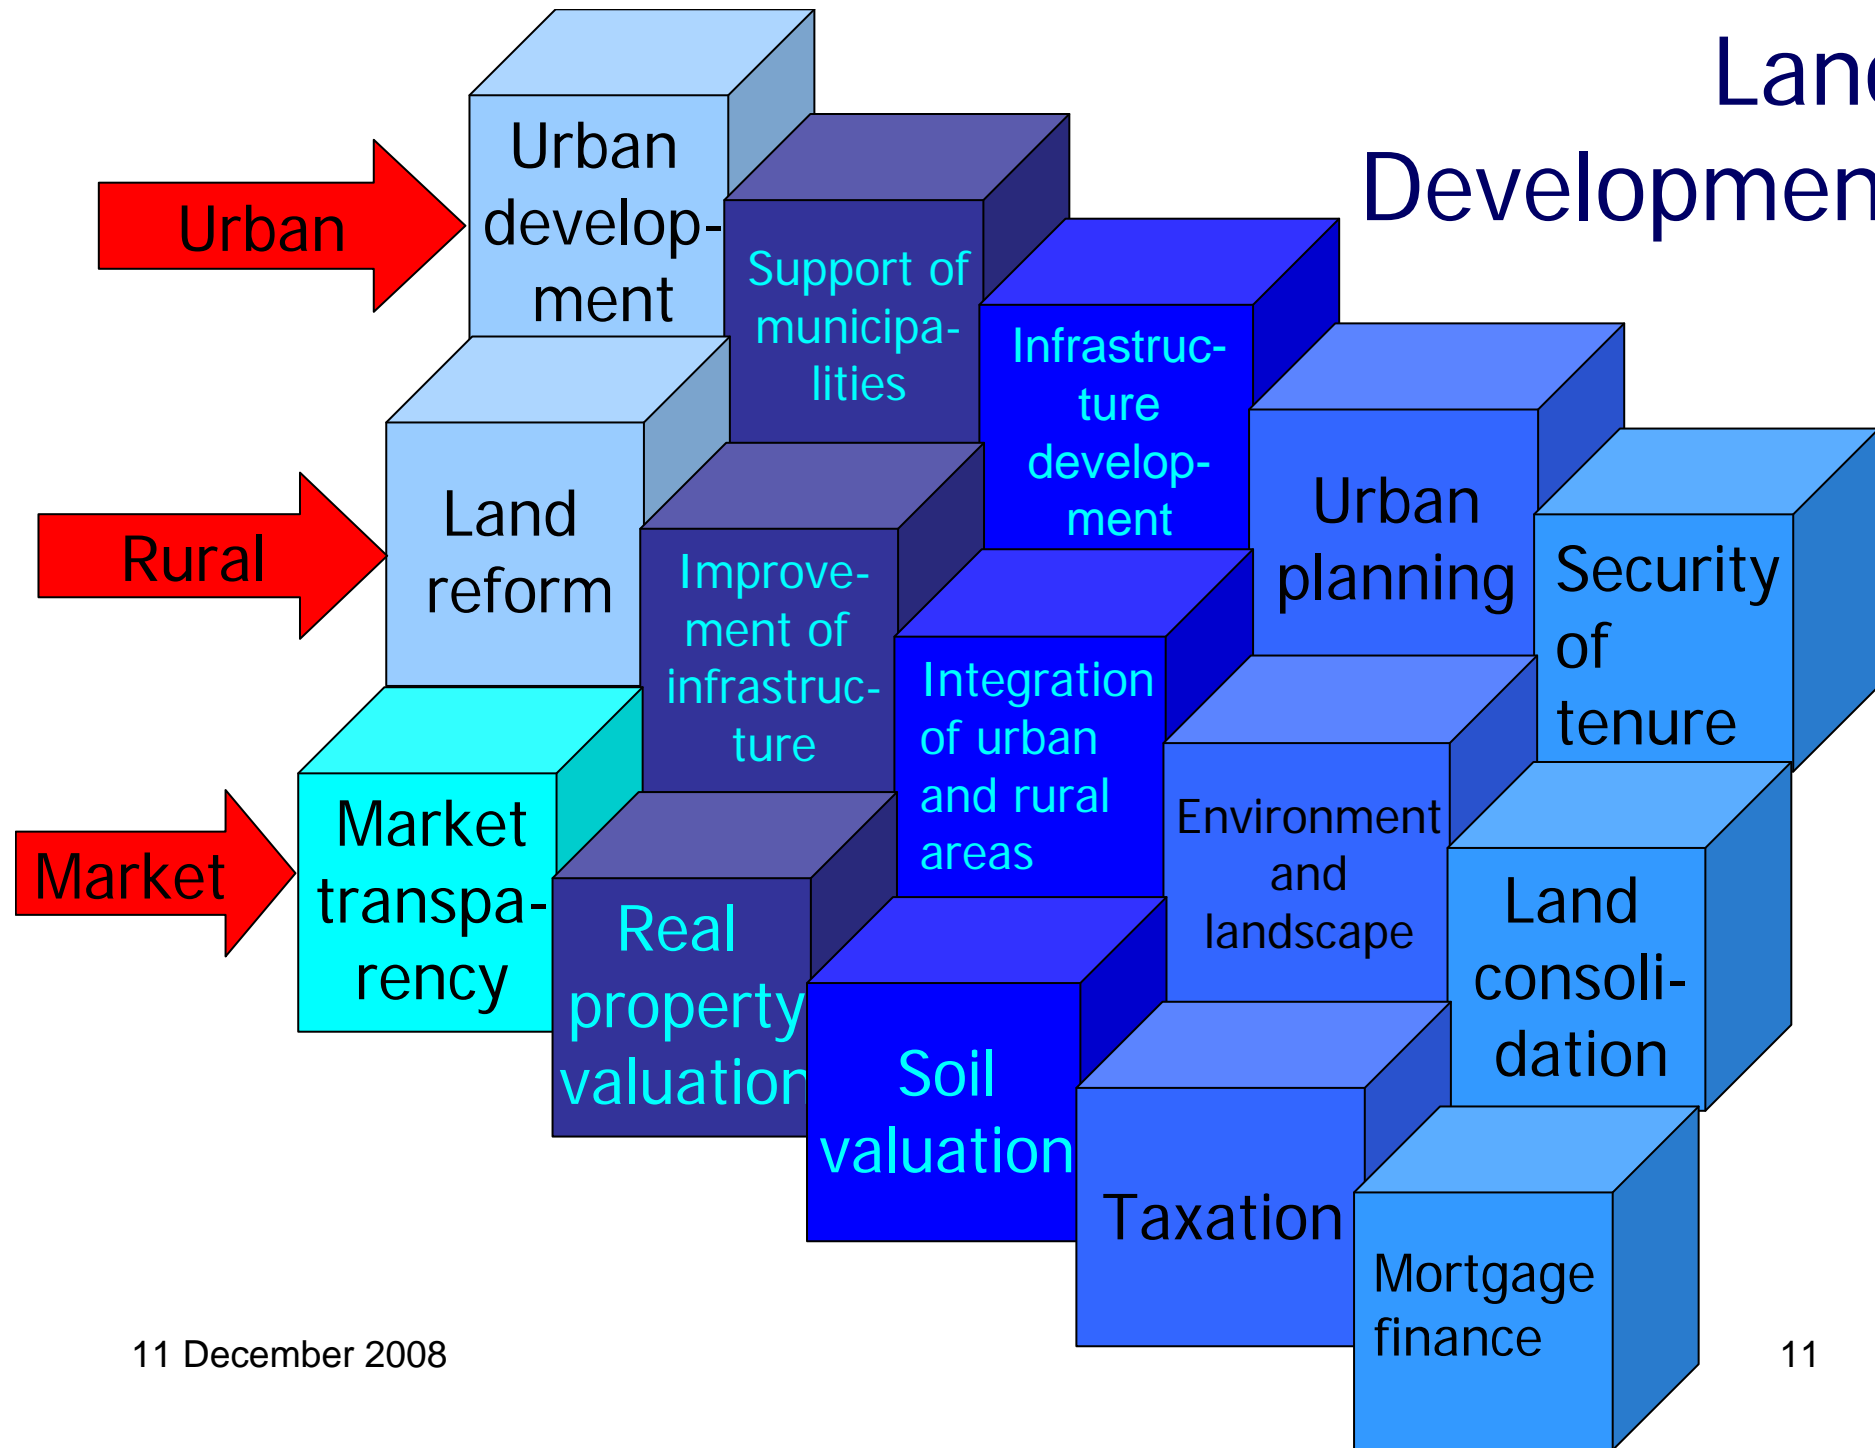 Land
Developmen
Urban
Urban
develop-
ment
Support of
municipa-
lities
Infrastruc-
ture
develop-
ment
Urban
planning
Security
of
tenure
Rural
Land
reform
Improve-
ment of
infrastruc-
ture
Integration
of urban
and rural
areas
Environment
and
landscape
Land
consoli-
dation
Market
Market
transpa-
rency
Real
property
valuation
Soil
valuation
Taxation
Mortgage
finance
11 December 2008
11